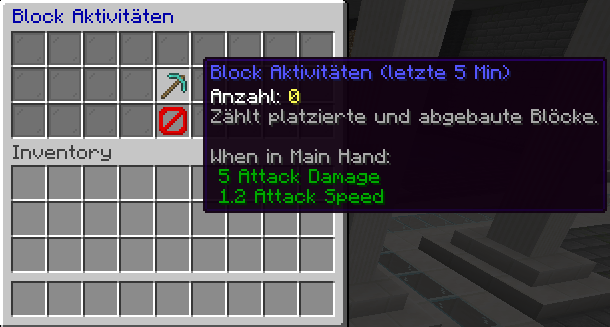 Block Aktivitäten
Block Aktivitäten (letzte 5 Min)
Anzahl: 0
Zählt platzierte und abgebaute Blöcke.
Inventory
When in Main Hand:
5 Attack Damage
1.2 Attack Speed